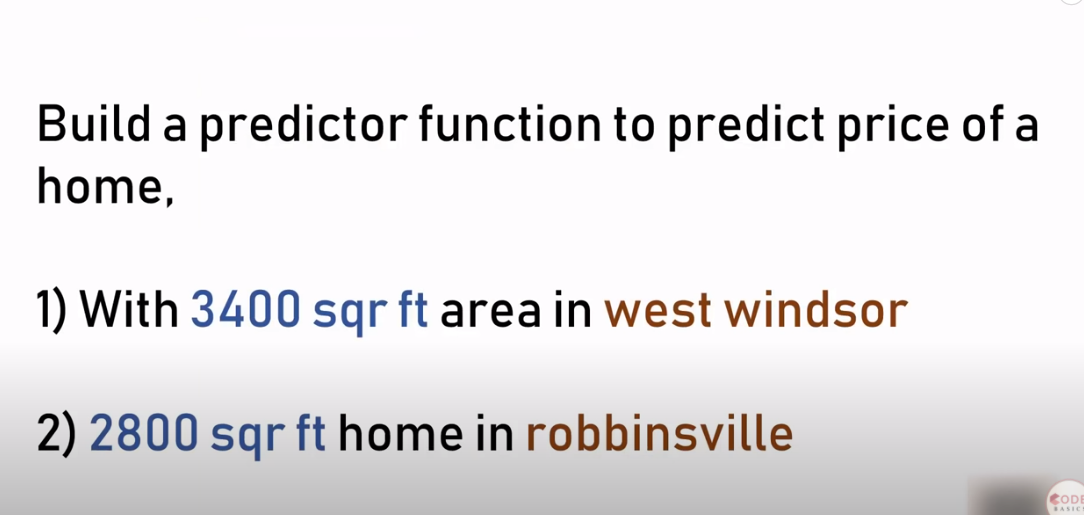 Build a predictor function to predict price of a
home,
1) With 3400 sqr ft area in west windsor
2) 2800 sqr ft home in robbinsville
CODE
BASICS